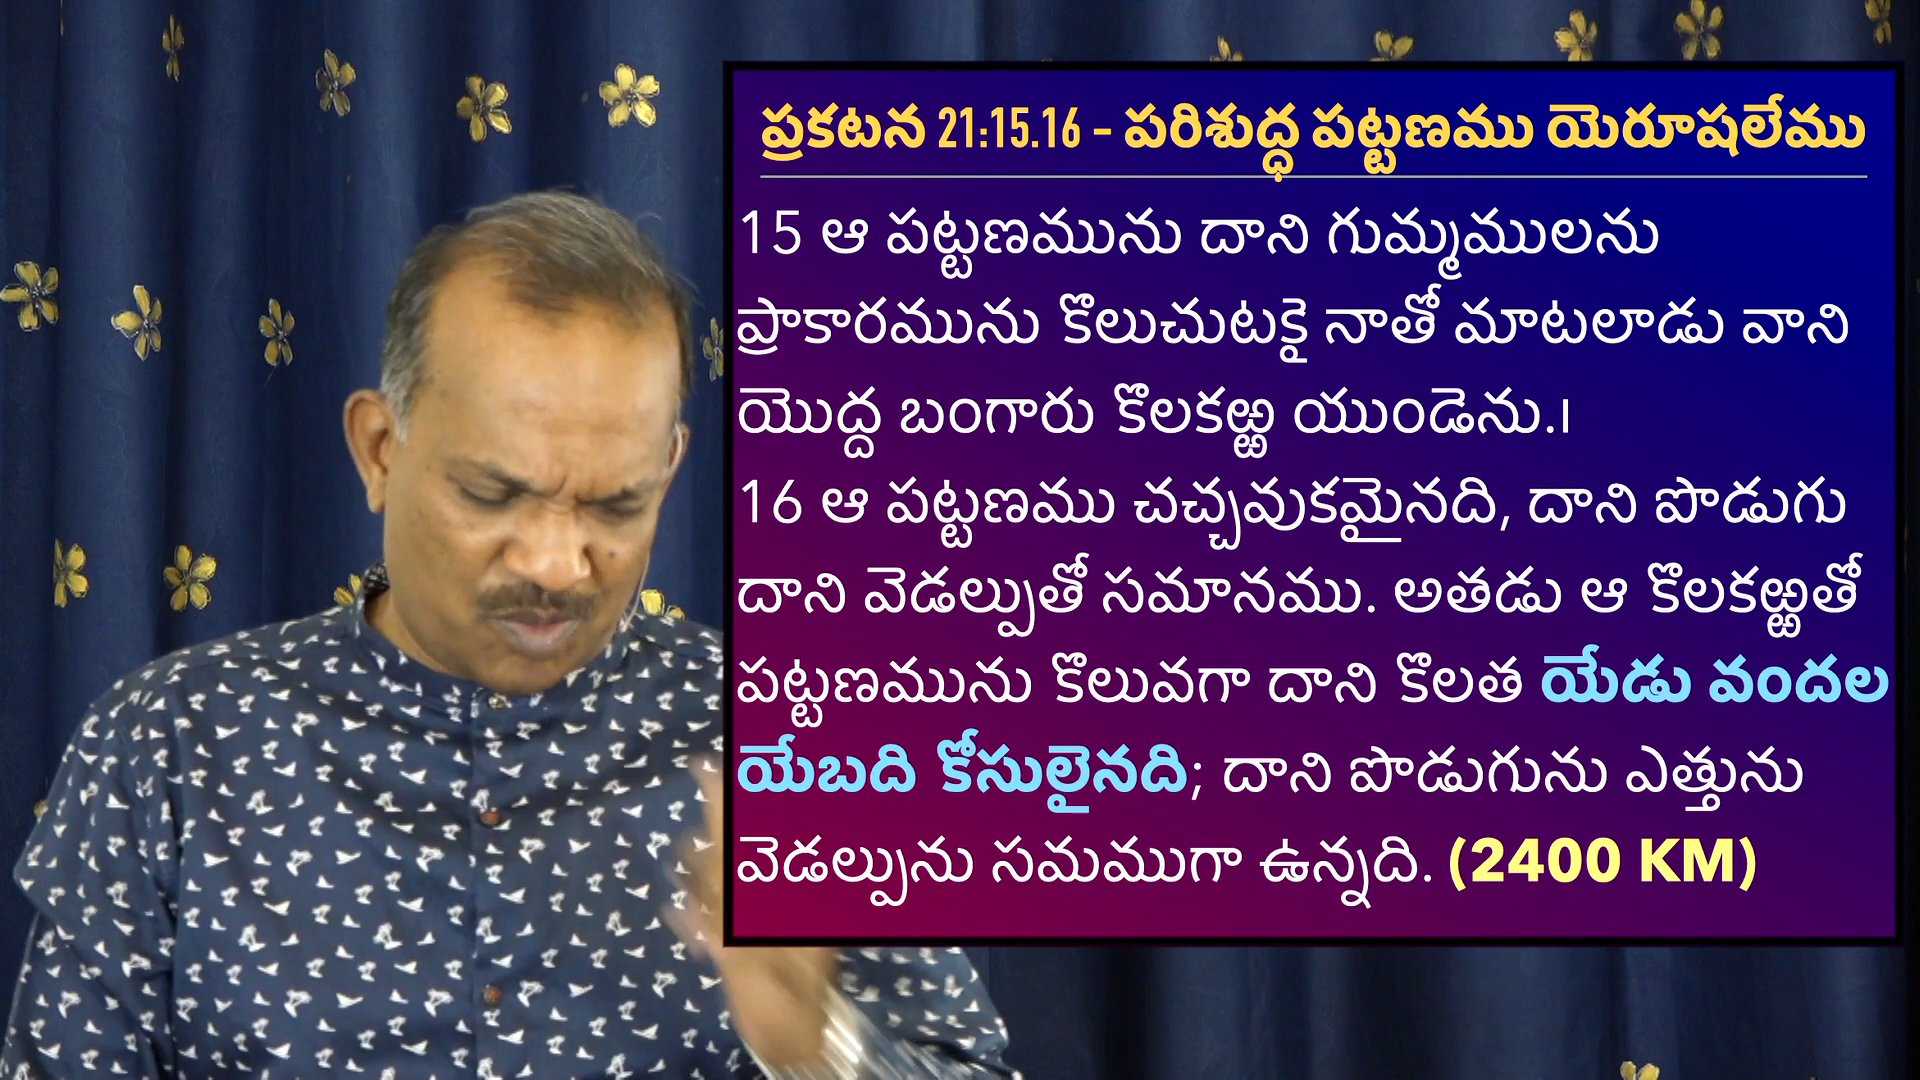 ప్రకటన 21:15.16 - పరిశుద్ధ పట్టణము యెరూషలేము
15 ఆ పట్టణమును దాని గుమ్మములను
ప్రాకారమును కొలుచుటకై నాతో మాటలాడు వాని
యొద్ద బంగారు కొలకఱ్ఱ యుండెను.।
16 ఆ పట్టణము చచ్చవుకమైనది, దాని పొడుగు
దాని వెడల్పుతో సమానము. అతడు ఆ కొలకఱ్ఱతో
పట్టణమును కొలువగా దాని కొలత యేడు వందల
యేబది కోసులైనది; దాని పొడుగును ఎత్తును
వెడల్పును సమముగా ఉన్నది. (2400 KM)